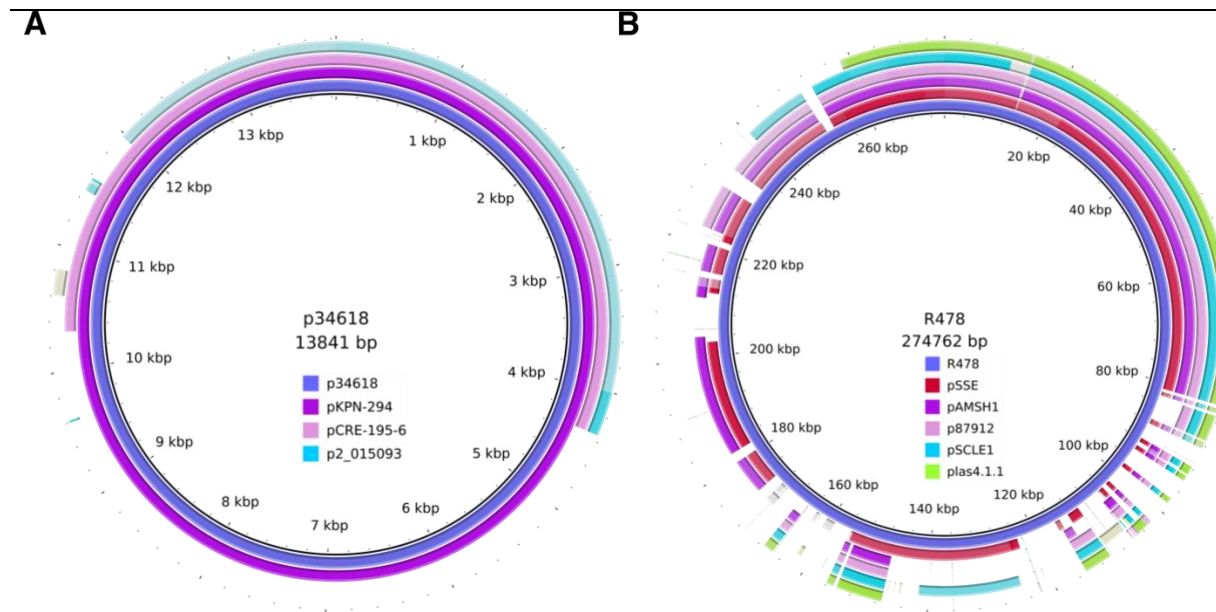 A
B
13 kbp
1 kbp
12 kbp
2 kbp
11 kbp
3 kbp
10 kbp
4 kbp
9 kbp
5 kbp
8 kbp
6 kbp
7 kbp
p34618
13841 bp
p34618
pKPN-294
pCRE-195-6
p2_015093
260 kbp
20 kbp
240 kbp
40 kbp
220 kbp
60 kbp
200 kbp
80 kbp
180 kbp
100 kbp
160 kbp
120 kbp
140 kbp
R478
274762 bp
R478
pSSE
pAMSH1
p87912
pSCLE1
plas4.1.1